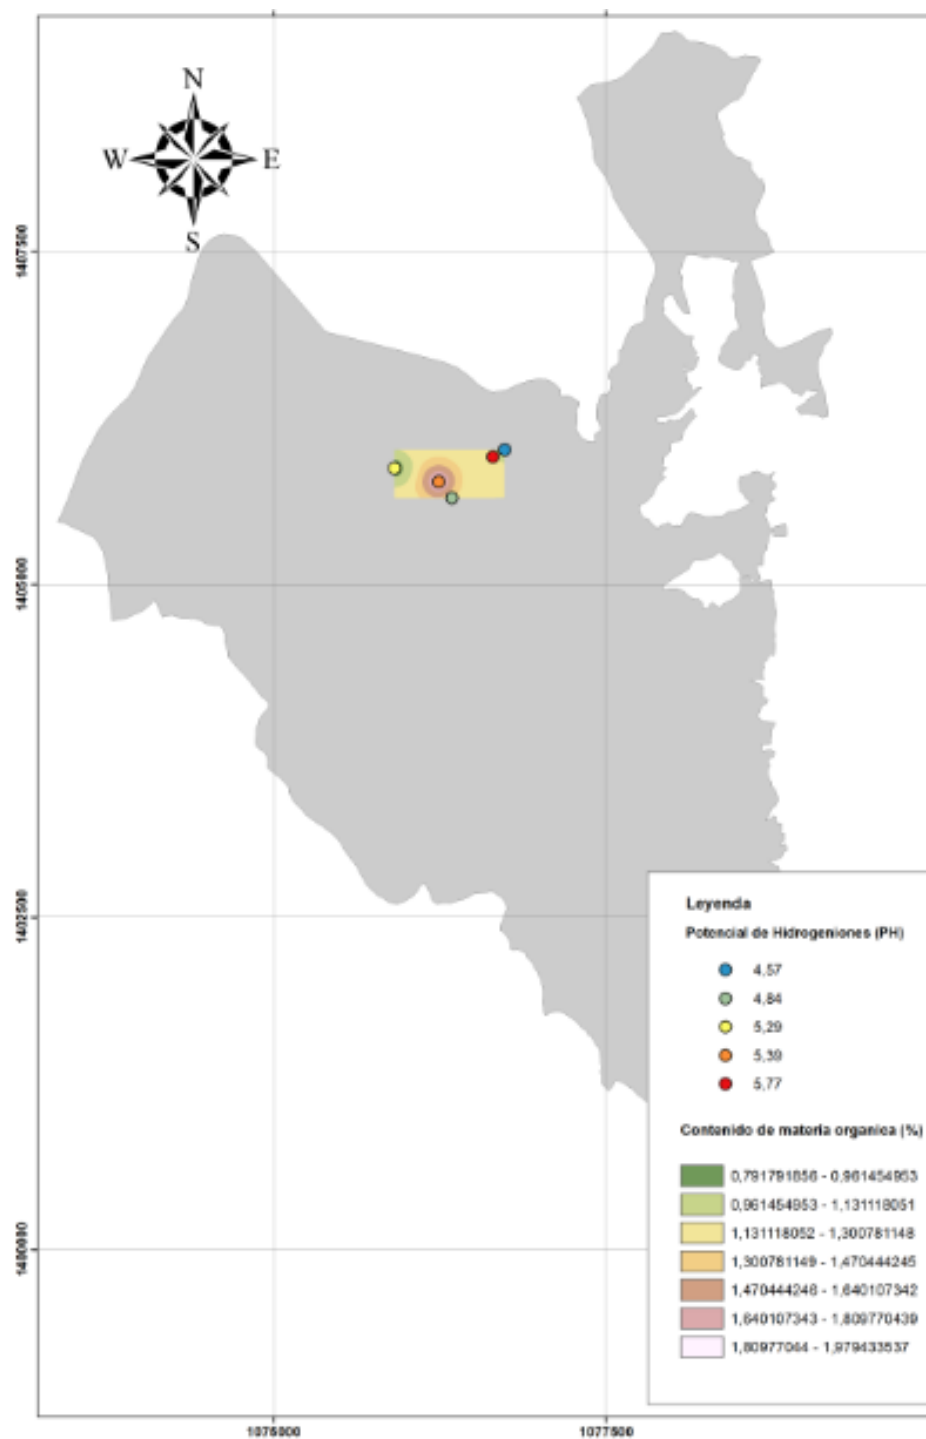 N
W E
S
1407500
1405000
1402500
1400000
1075000
1077500
Leyenda
Potencial de Hidrogeniones (PH)
4,57
4,84
5,29
5,39
5,77
Contenido de materia organica (%)
0,791791856 - 0,961454953
0,961454953 - 1,131118051
1,131118052 - 1,300781148
1,300781149 - 1,470444245
1,470444246 - 1,640107342
1,640107343 - 1,809770439
1,80977044 - 1,979433537